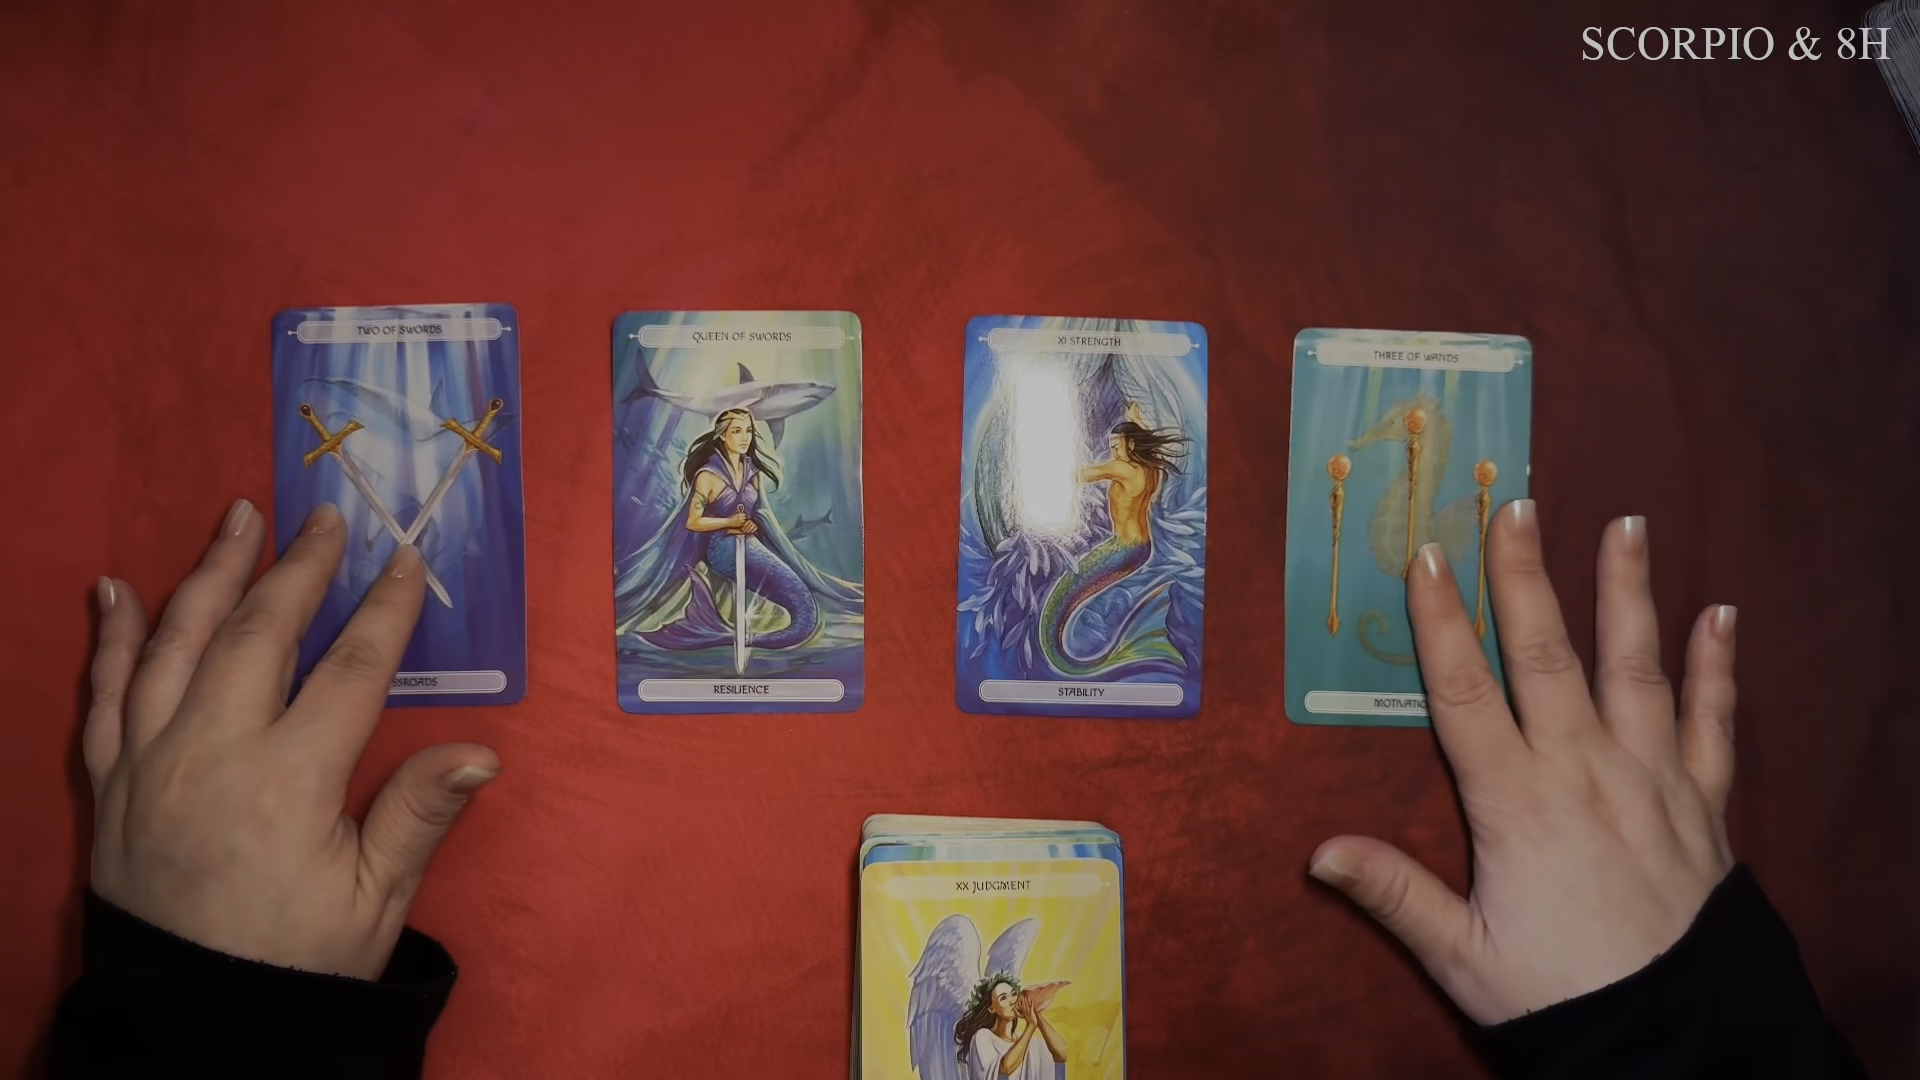 SCORPIO & 8H
TWO OF SWORDS
QUEEN OF SWORDS
XI STRENGTH
THREE OF WANDS
RESILIENCE
STABILITY
XX JUDGMENT